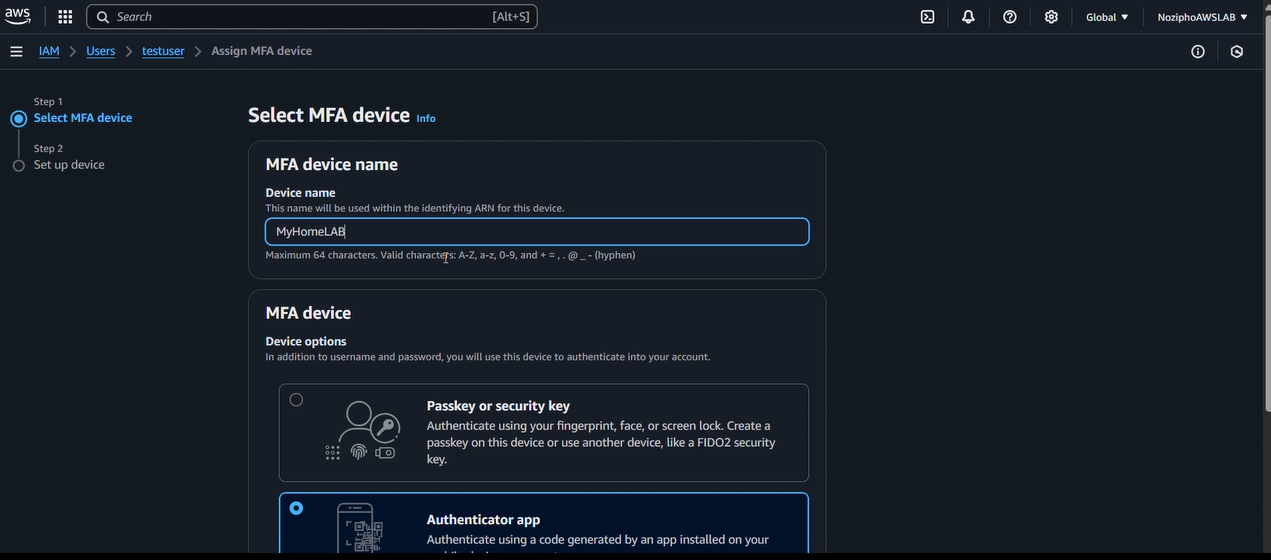 aws
Search [Alt+S]
Global ▼
NoziphoAWSLAB ▼
IAM > Users > testuser > Assign MFA device
Step 1
Select MFA device
Step 2
Set up device
Select MFA device Info
MFA device name
Device name
This name will be used within the identifying ARN for this device.
MyHomeLAB
Maximum 64 characters. Valid characters: A-Z, a-z, 0-9, and + = , . @ _ - (hyphen)
MFA device
Device options
In addition to username and password, you will use this device to authenticate into your account.
Passkey or security key
Authenticate using your fingerprint, face, or screen lock. Create a
passkey on this device or use another device, like a FIDO2 security
key.
Authenticator app
Authenticate using a code generated by an app installed on your